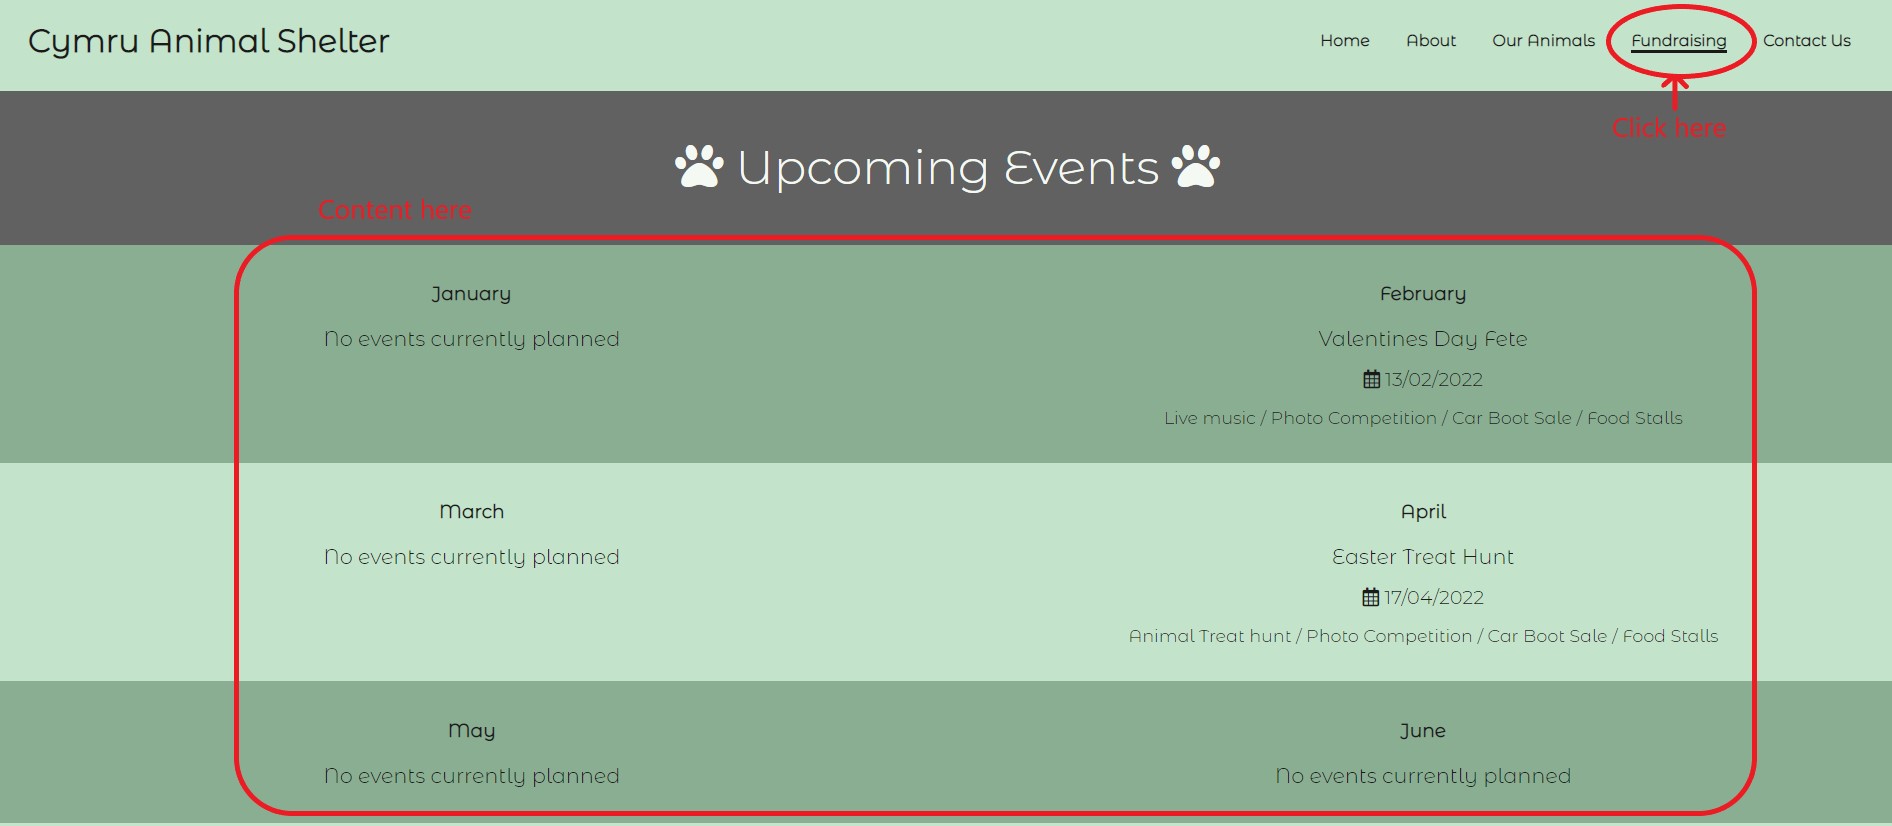 Cymru Animal Shelter
Home About Our Animals Fundraising Contact Us
Click here
Upcoming Events
Content here
January
No events currently planned
February
Valentines Day Fete
13/02/2022
Live music / Photo Competition / Car Boot Sale / Food Stalls
March
No events currently planned
April
Easter Treat Hunt
17/04/2022
Animal Treat hunt / Photo Competition / Car Boot Sale / Food Stalls
May
No events currently planned
June
No events currently planned